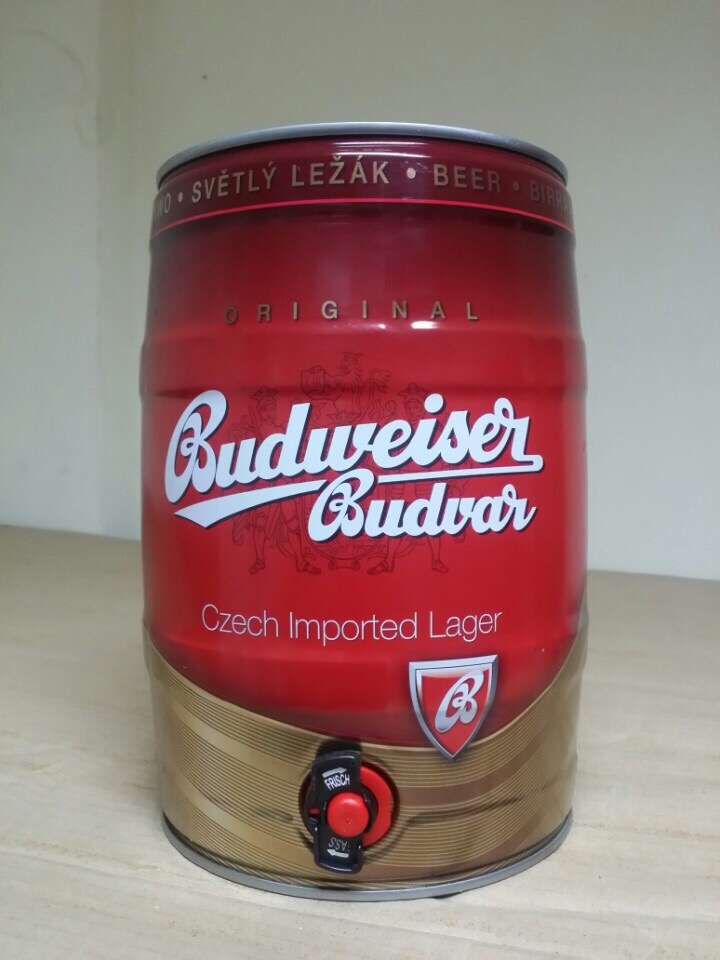 • SVĚTLÝ LEŽÁK • BEER •
ORIGINAL
Budweiser
Budvar
Czech Imported Lager
B
FRISCH